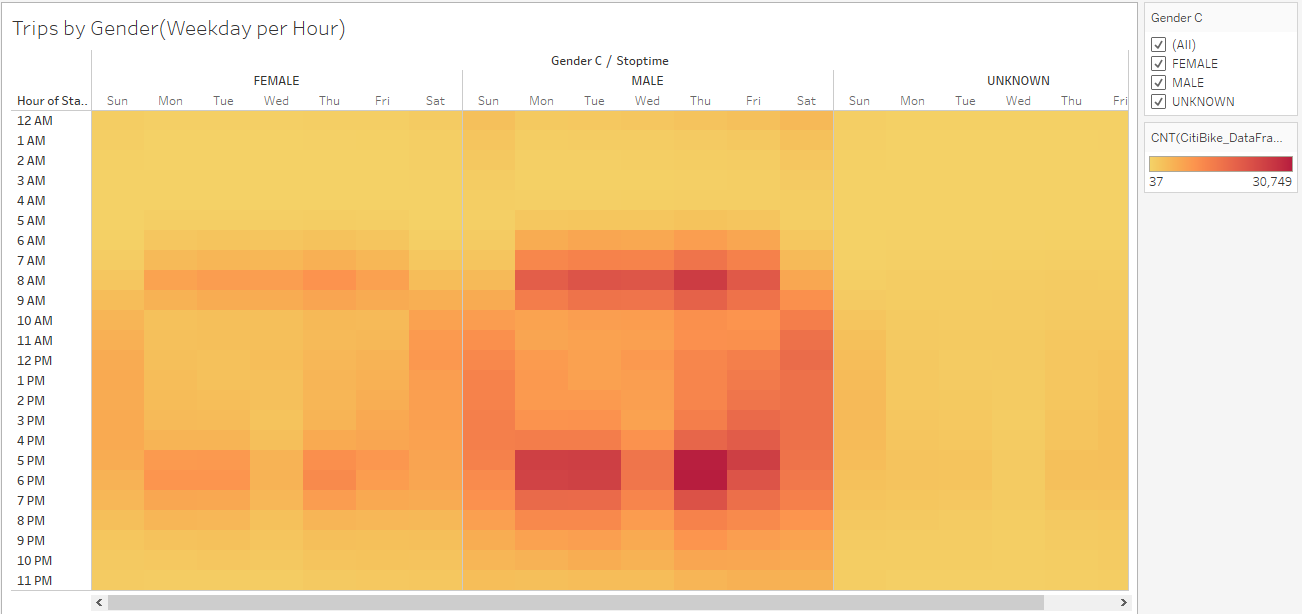 Trips by Gender(Weekday per Hour)
Gender C / Stoptime
FEMALE MALE UNKNOWN
Hour of Sta.. Sun Mon Tue Wed Thu Fri Sat Sun Mon Tue Wed Thu Fri Sat Sun Mon Tue Wed Thu Fri
12 AM
1 AM
2 AM
3 AM
4 AM
5 AM
6 AM
7 AM
8 AM
9 AM
10 AM
11 AM
12 PM
1 PM
2 PM
3 PM
4 PM
5 PM
6 PM
7 PM
8 PM
9 PM
10 PM
11 PM
Gender C
(All)
FEMALE
MALE
UNKNOWN
CNT(CitiBike_DataFra...
37 30,749